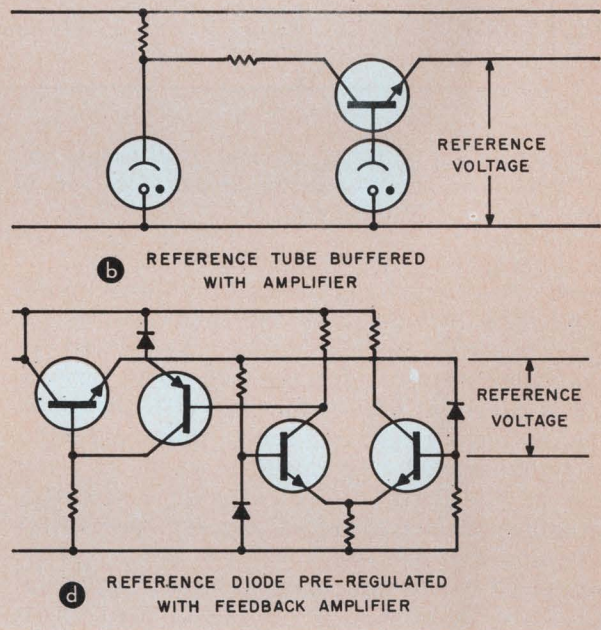 REFERENCE
VOLTAGE
b REFERENCE TUBE BUFFERED
WITH AMPLIFIER
REFERENCE
VOLTAGE
d REFERENCE DIODE PRE-REGULATED
WITH FEEDBACK AMPLIFIER